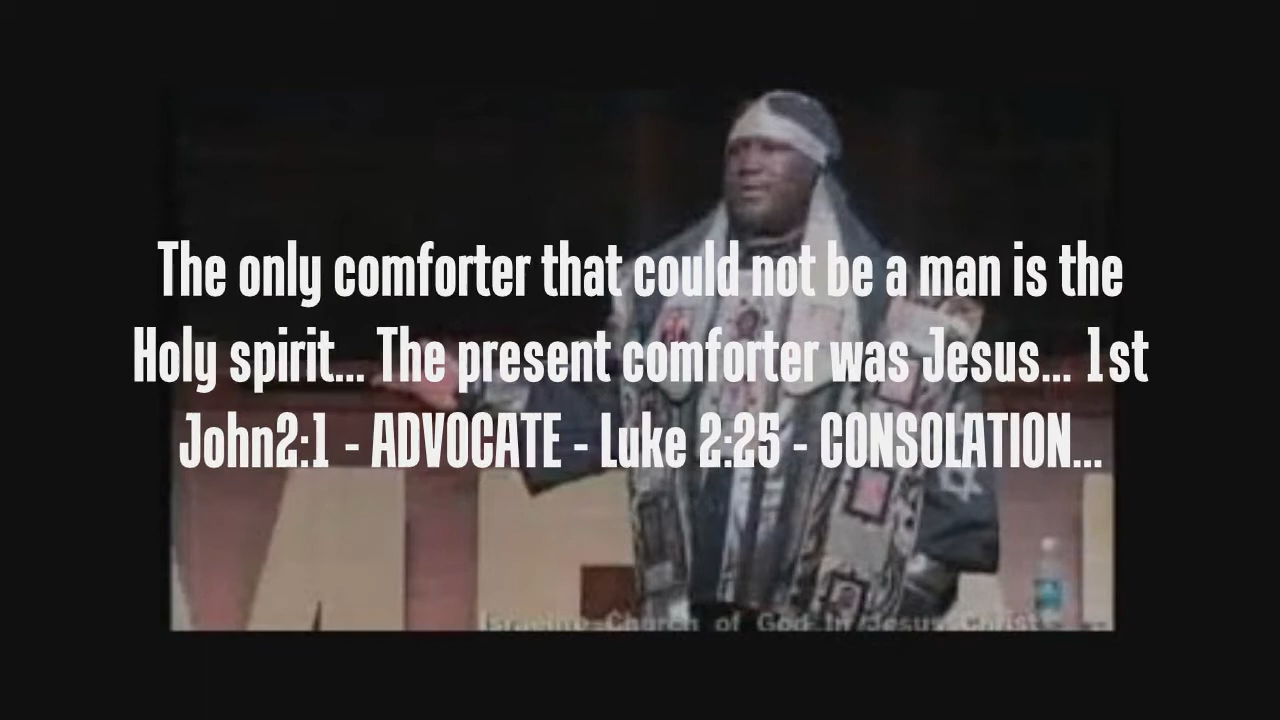 The only comforter that could not be a man is the
Holy spirit... The present comforter was Jesus... 1st
John2:1 - ADVOCATE - Luke 2:25 - CONSOLATION...
Israelite Church of God In Jesus Christ